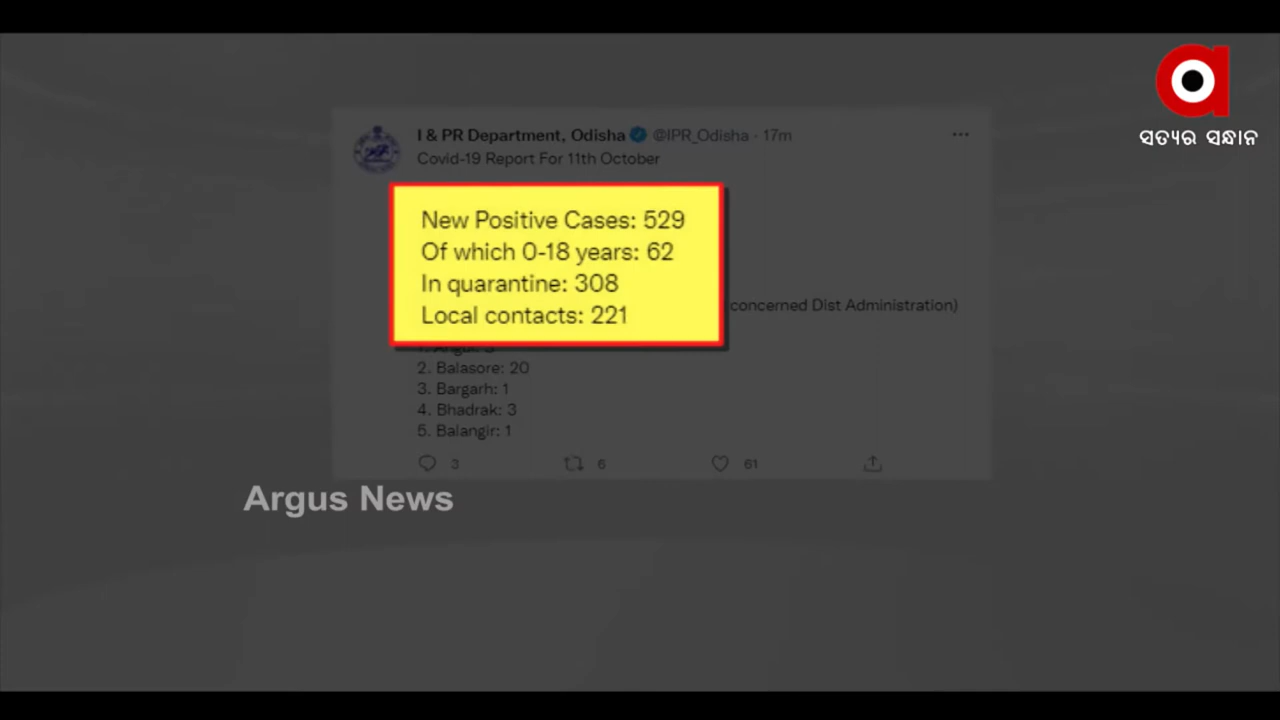 ସତ୍ୟର ସନ୍ଧାନ
I & PR Department, Odisha @IPR_Odisha · 17m
Covid-19 Report For 11th October
New Positive Cases: 529
Of which 0-18 years: 62
In quarantine: 308
Local contacts: 221
concerned Dist Administration)
2. Balasore: 20
3. Bargarh: 1
4. Bhadrak: 3
5. Balangir: 1
3 6 61
Argus News